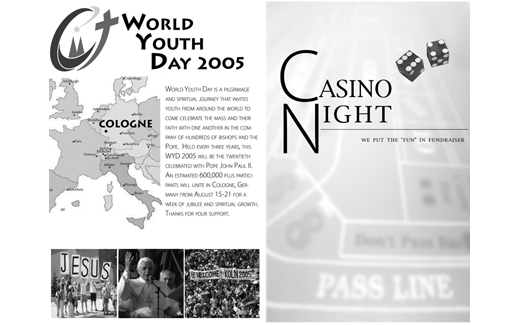 World
Youth
Day 2005
World Youth Day is a pilgrimage
and spiritual journey that invites
youth from around the world to
come celebrate the mass and their
faith with one another in the com-
pany of hundreds of bishops and the
Pope. Held every three years, this
WYD 2005 will be the twentieth
celebrated with Pope John Paul II.
An estimated 600,000 plus partici-
pants will unite in Cologne, Ger-
many from August 15-21 for a
week of jubilee and spiritual growth.
Thanks for your support.
COLOGNE
JESUS
WELCOME! KÖLN 2005
Casino
Night
WE PUT THE "FUN" IN FUNDRAISER
Don't Pass Bar
PASS LINE